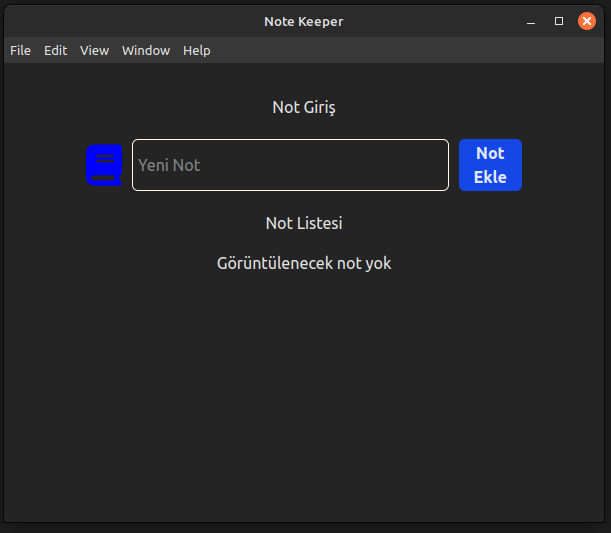 Note Keeper
File Edit View Window Help
Not Giriş
Yeni Not
Not
Ekle
Not Listesi
Görüntülenecek not yok